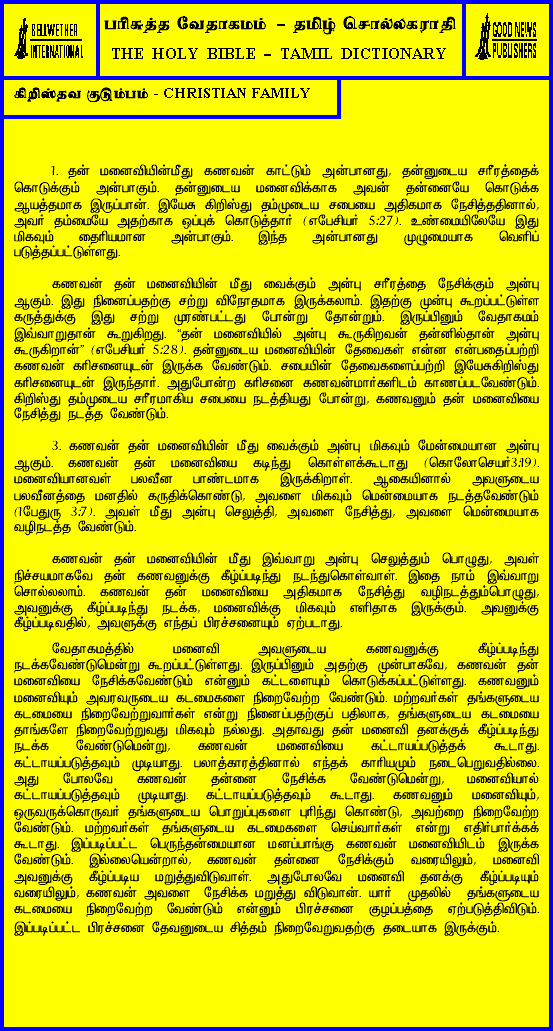 BELLWETHER
INTERNATIONAL
பரிசுத்த வேதாகமம் – தமிழ் சொல்லகராதி
THE HOLY BIBLE – TAMIL DICTIONARY
GOOD NEWS
PUBLISHERS
கிறிஸ்தவ குடும்பம் - CHRISTIAN FAMILY
1. தன் மனைவியின்மீது கணவன் காட்டும் அன்பானது, தன்னுடைய சரீரத்தைக்
கொடுக்கும் அன்பாகும். தன்னுடைய மனைவிக்காக அவன் தன்னையே கொடுக்க
ஆயத்தமாக இருப்பான். இயேசு கிறிஸ்து தம்முடைய சபையை அதிகமாக நேசித்ததினால்,
அவர் தம்மையே அதற்காக ஒப்புக் கொடுத்தார் (எபேசியர் 5:27). உண்மையிலேயே இது
மிகவும் தைரியமான அன்பாகும். இந்த அன்பானது முழுமையாக வெளிப்
படுத்தப்பட்டுள்ளது.
கணவன் தன் மனைவியின் மீது வைக்கும் அன்பு சரீரத்தை நேசிக்கும் அன்பு
ஆகும். இது நினைப்பதற்கு சற்று விநோதமாக இருக்கலாம். இதற்கு முன்பு கூறப்பட்டுள்ள
கருத்துக்கு இது சற்று முரண்பட்டது போன்று தோன்றும். இருப்பினும் வேதாகமம்
இவ்வாறுதான் கூறுகிறது. "தன் மனைவியில் அன்பு கூருகிறவன் தன்னில்தான் அன்பு
கூருகிறான்" (எபேசியர் 5:28). தன்னுடைய மனைவியின் தேவைகள் என்ன என்பதைப்பற்றி
கணவன் கரிசனையுடன் இருக்க வேண்டும். சபையின் தேவைகளைப்பற்றி இயேசுகிறிஸ்து
கரிசனையுடன் இருந்தார். அதுபோன்ற கரிசனை கணவன்மார்களிடம் காணப்படவேண்டும்.
கிறிஸ்து தம்முடைய சரீரமாகிய சபையை நடத்தியது போன்று, கணவனும் தன் மனைவியை
நேசித்து நடத்த வேண்டும்.
3. கணவன் தன் மனைவியின் மீது வைக்கும் அன்பு மிகவும் மேன்மையான அன்பு
ஆகும். கணவன் தன் மனைவியை கடிந்து கொள்ளக்கூடாது (கொலோசெயர்3:19).
மனைவியானவள் பலவீன பாண்டமாக இருக்கிறாள். ஆகையினால் அவளுடைய
பலவீனத்தை மனதில் கருதிக்கொண்டு, அவளை மிகவும் மென்மையாக நடத்தவேண்டும்
(1பேதுரு 3:7). அவள் மீது அன்பு செலுத்தி, அவளை நேசித்து, அவளை மென்மையாக
வழிநடத்த வேண்டும்.
கணவன் தன் மனைவியின் மீது இவ்வாறு அன்பு செலுத்தும் பொழுது, அவள்
நிச்சயமாகவே தன் கணவனுக்கு கீழ்ப்படிந்து நடந்துகொள்வாள். இதை நாம் இவ்வாறு
சொல்லலாம். கணவன் தன் மனைவியை அதிகமாக நேசித்து வழிநடத்தும்பொழுது,
அவனுக்கு கீழ்ப்படிந்து நடக்க, மனைவிக்கு மிகவும் எளிதாக இருக்கும். அவனுக்கு
கீழ்ப்படிவதில், அவளுக்கு எந்தப் பிரச்சனையும் ஏற்படாது.
வேதாகமத்தில் மனைவி அவளுடைய கணவனுக்கு கீழ்ப்படிந்து
நடக்கவேண்டுமென்று கூறப்பட்டுள்ளது. இருப்பினும் அதற்கு முன்பாகவே, கணவன் தன்
மனைவியை நேசிக்கவேண்டும் என்னும் கட்டளையும் கொடுக்கப்பட்டுள்ளது. கணவனும்
மனைவியும் அவரவருடைய கடமைகளை நிறைவேற்ற வேண்டும். மற்றவர்கள் தங்களுடைய
கடமையை நிறைவேற்றுவார்கள் என்று நினைப்பதற்குப் பதிலாக, தங்களுடைய கடமையை
தாங்களே நிறைவேற்றுவது மிகவும் நல்லது. அதாவது தன் மனைவி தனக்குக் கீழ்ப்படிந்து
நடக்க வேண்டுமென்று, கணவன் மனைவியை கட்டாயப்படுத்தக் கூடாது.
கட்டாயப்படுத்தவும் முடியாது. பலாத்காரத்தினால் எந்தக் காரியமும் நடைபெறுவதில்லை.
அது போலவே கணவன் தன்னை நேசிக்க வேண்டுமென்று, மனைவியால்
கட்டாயப்படுத்தவும் முடியாது. கட்டாயப்படுத்தவும் கூடாது. கணவனும் மனைவியும்,
ஒருவருக்கொருவர் தங்களுடைய பொறுப்புகளை புரிந்து கொண்டு, அவற்றை நிறைவேற்ற
வேண்டும். மற்றவர்கள் தங்களுடைய கடமைகளை செய்வார்கள் என்று எதிர்பார்க்கக்
கூடாது. இப்படிப்பட்ட பெருந்தன்மையான மனப்பாங்கு கணவன் மனைவியிடம் இருக்க
வேண்டும். இல்லையென்றால், கணவன் தன்னை நேசிக்கும் வரையிலும், மனைவி
அவனுக்கு கீழ்ப்படிய மறுத்துவிடுவாள். அதுபோலவே மனைவி தனக்கு கீழ்ப்படியும்
வரையிலும், கணவன் அவளை நேசிக்க மறுத்து விடுவான். யார் முதலில் தங்களுடைய
கடமையை நிறைவேற்ற வேண்டும் என்னும் பிரச்சனை குழப்பத்தை ஏற்படுத்திவிடும்.
இப்படிப்பட்ட பிரச்சனை தேவனுடைய சித்தம் நிறைவேறுவதற்கு தடையாக இருக்கும்.